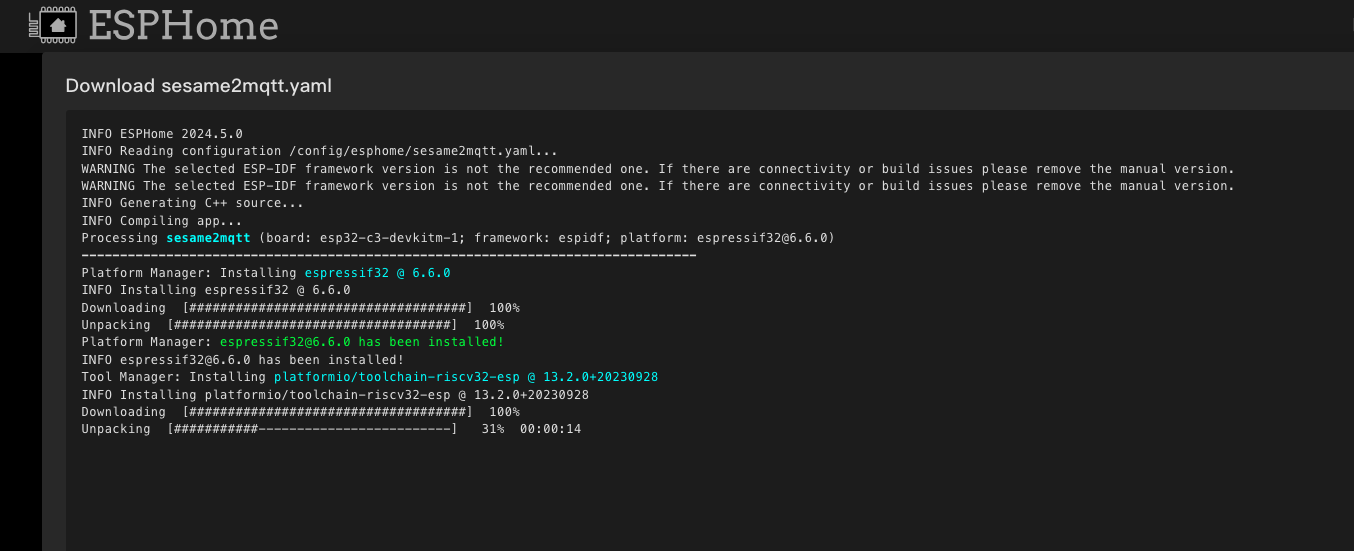 ESPHome
Download sesame2mqtt.yaml
INFO ESPHome 2024.5.0
INFO Reading configuration /config/esphome/sesame2mqtt.yaml...
WARNING The selected ESP-IDF framework version is not the recommended one. If there are connectivity or build issues please remove the manual version.
WARNING The selected ESP-IDF framework version is not the recommended one. If there are connectivity or build issues please remove the manual version.
INFO Generating C++ source...
INFO Compiling app...
Processing sesame2mqtt (board: esp32-c3-devkitm-1; framework: espidf; platform: espressif32@6.6.0)
--------------------------------------------------------------------------------
Platform Manager: Installing espressif32 @ 6.6.0
INFO Installing espressif32 @ 6.6.0
Downloading  [####################################]  100%
Unpacking  [####################################]  100%
Platform Manager: espressif32@6.6.0 has been installed!
INFO espressif32@6.6.0 has been installed!
Tool Manager: Installing platformio/toolchain-riscv32-esp @ 13.2.0+20230928
INFO Installing platformio/toolchain-riscv32-esp @ 13.2.0+20230928
Downloading  [####################################]  100%
Unpacking  [###########-------------------------]   31%  00:00:14